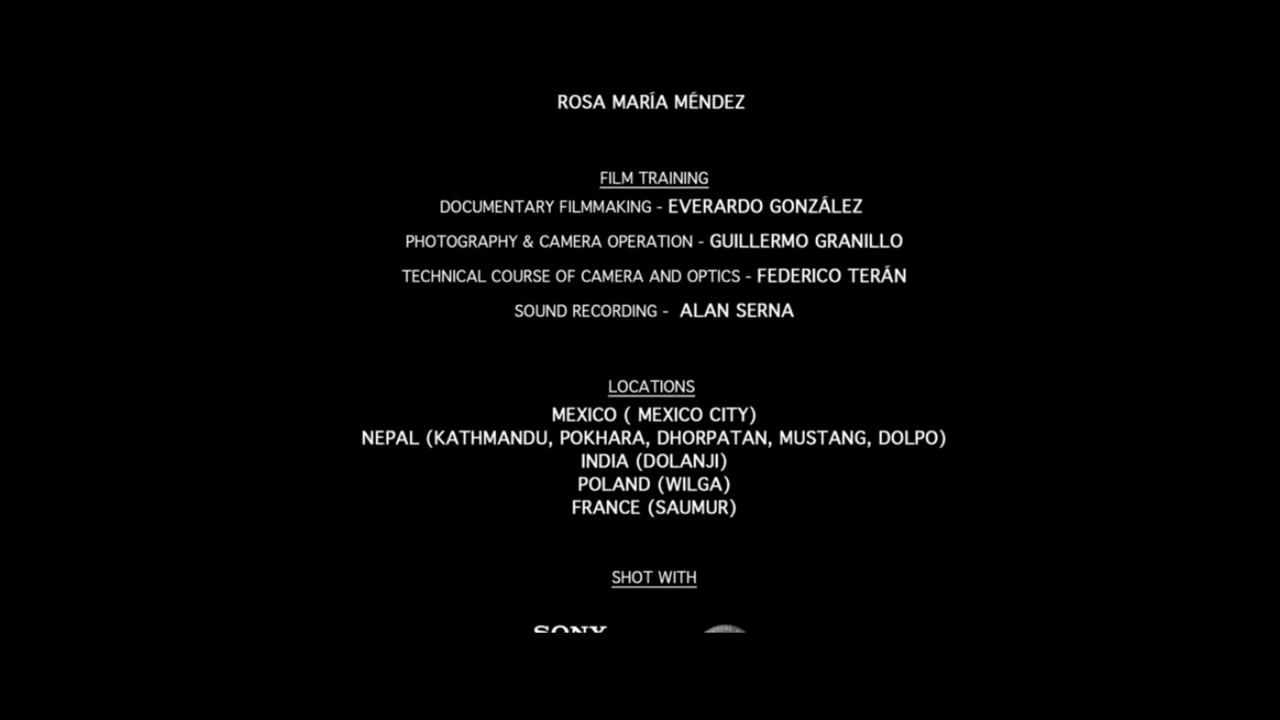 ROSA MARÍA MÉNDEZ
FILM TRAINING
DOCUMENTARY FILMMAKING - EVERARDO GONZÁLEZ
PHOTOGRAPHY & CAMERA OPERATION - GUILLERMO GRANILLO
TECHNICAL COURSE OF CAMERA AND OPTICS - FEDERICO TERÁN
SOUND RECORDING - ALAN SERNA
LOCATIONS
MEXICO ( MEXICO CITY)
NEPAL (KATHMANDU, POKHARA, DHORPATAN, MUSTANG, DOLPO)
INDIA (DOLANJI)
POLAND (WILGA)
FRANCE (SAUMUR)
SHOT WITH
SONY